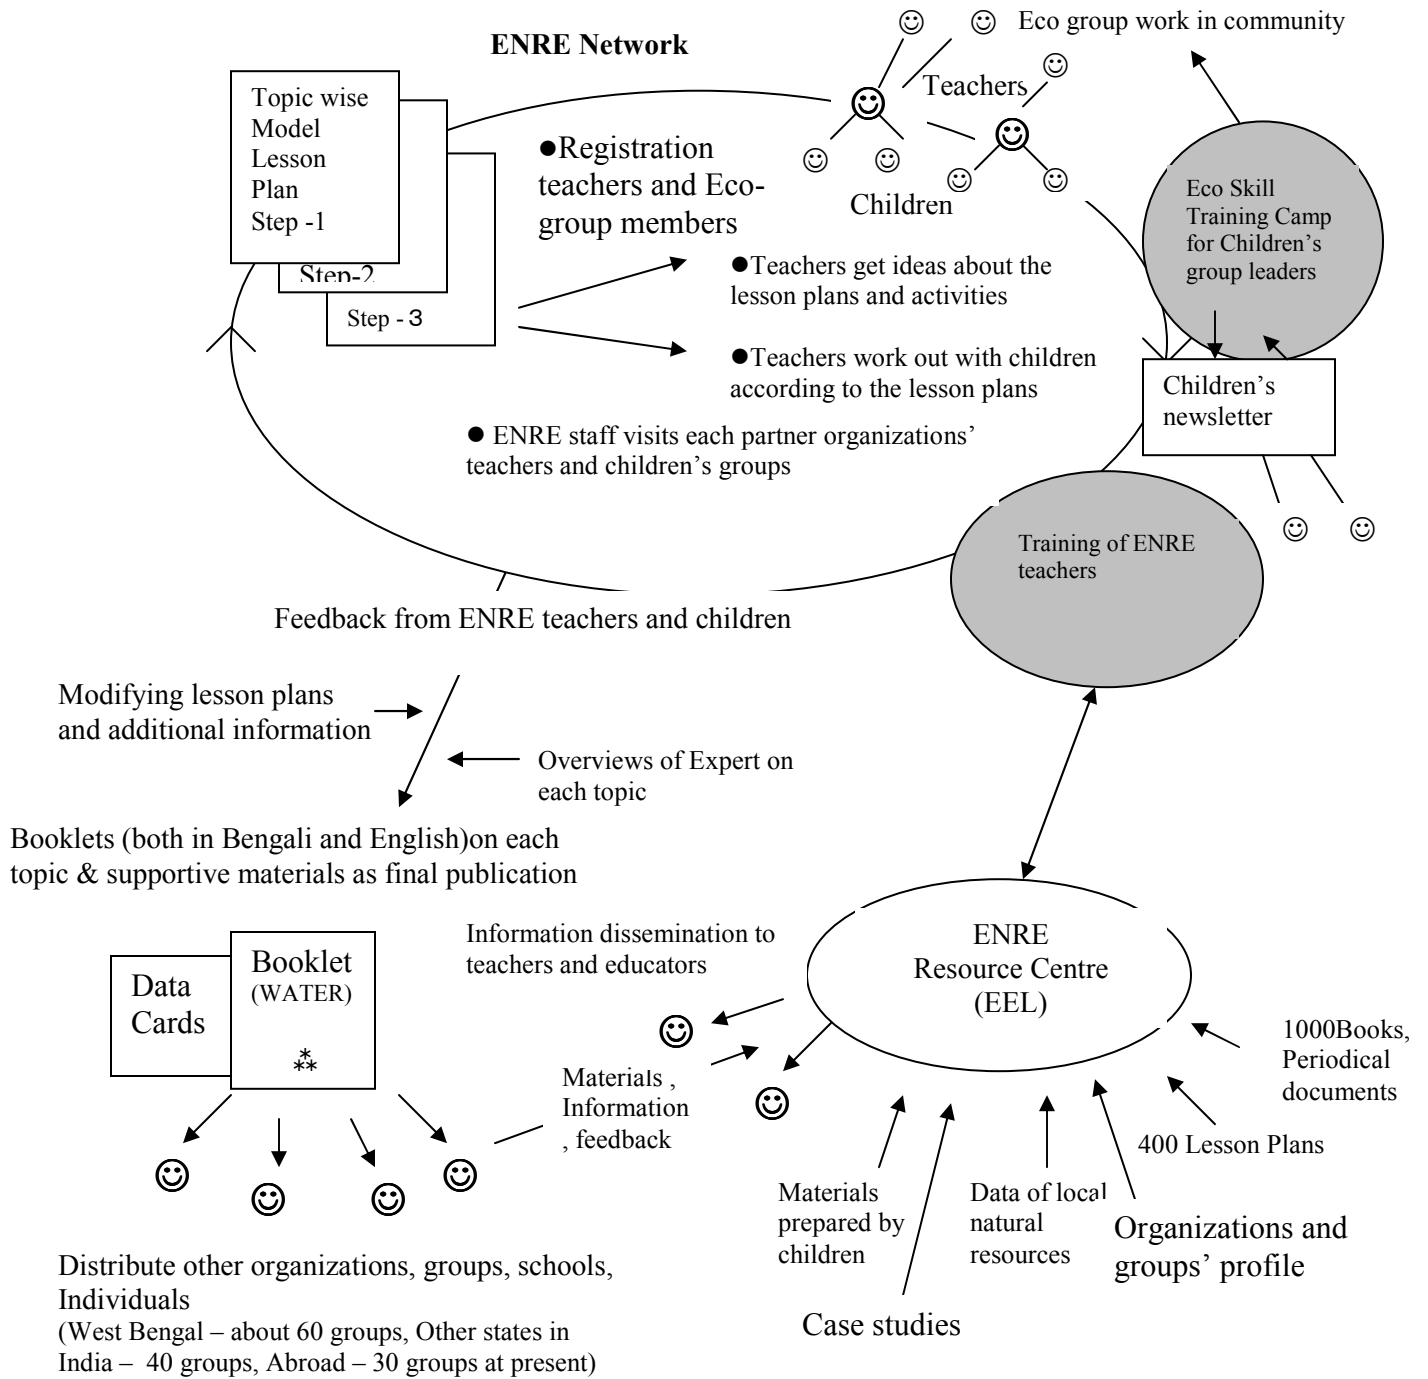 ENRE Network
Eco group work in community
Teachers
Children
Topic wise
Model
Lesson
Plan
Step -1
Step-2
Step - 3
●Registration
teachers and Eco-
group members
●Teachers get ideas about the
lesson plans and activities
●Teachers work out with children
according to the lesson plans
● ENRE staff visits each partner organizations’
teachers and children’s groups
Eco Skill
Training Camp
for Children’s
group leaders
Children’s
newsletter
Training of ENRE
teachers
Feedback from ENRE teachers and children
Modifying lesson plans
and additional information
Overviews of Expert on
each topic
Booklets (both in Bengali and English)on each
topic & supportive materials as final publication
Data
Cards
Booklet
(WATER)
Information dissemination to
teachers and educators
Materials ,
Information
, feedback
ENRE
Resource Centre
(EEL)
1000Books,
Periodical
documents
400 Lesson Plans
Organizations and
groups’ profile
Data of local
natural
resources
Materials
prepared by
children
Case studies
Distribute other organizations, groups, schools,
Individuals
(West Bengal – about 60 groups, Other states in
India – 40 groups, Abroad – 30 groups at present)